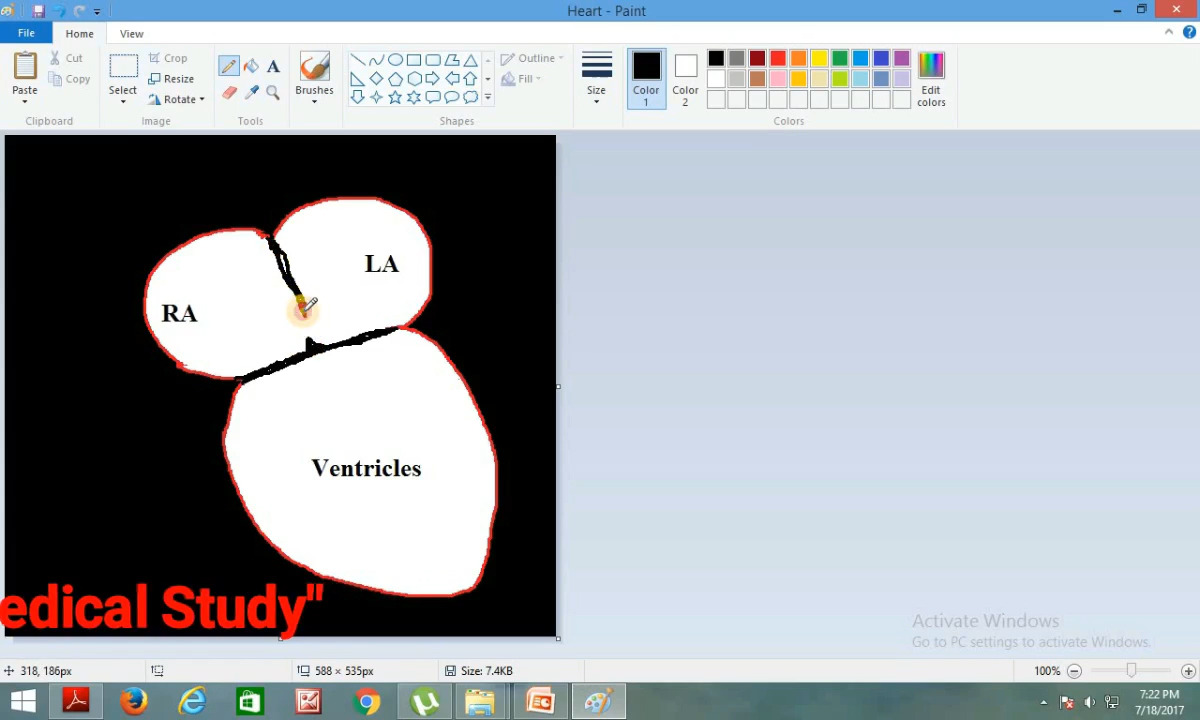 Heart - Paint
File
Home
View
Paste
Cut
Copy
Clipboard
Select
Crop
Resize
Rotate
Image
A
Tools
Brushes
Outline
Fill
Shapes
Size
Color 1
Color 2
Edit colors
Colors
LA
RA
Ventricles
edical Study"
Activate Windows
Go to PC settings to activate Windows.
318, 186px
588 × 535px
Size: 7.4KB
100%
7:22 PM
7/18/2017